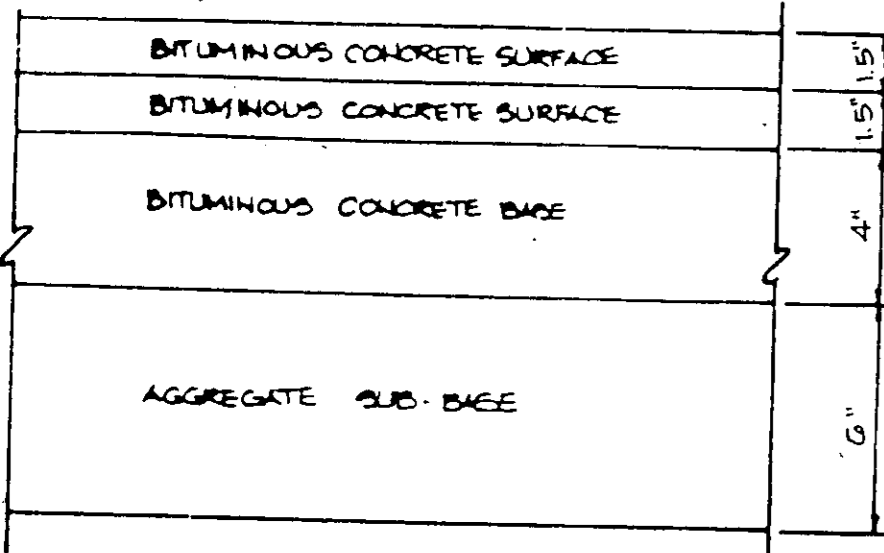 BITUMINOUS CONCRETE SURFACE 1.5"
BITUMINOUS CONCRETE SURFACE 1.5"
BITUMINOUS CONCRETE BASE 4"
AGGREGATE SUB-BASE 6"